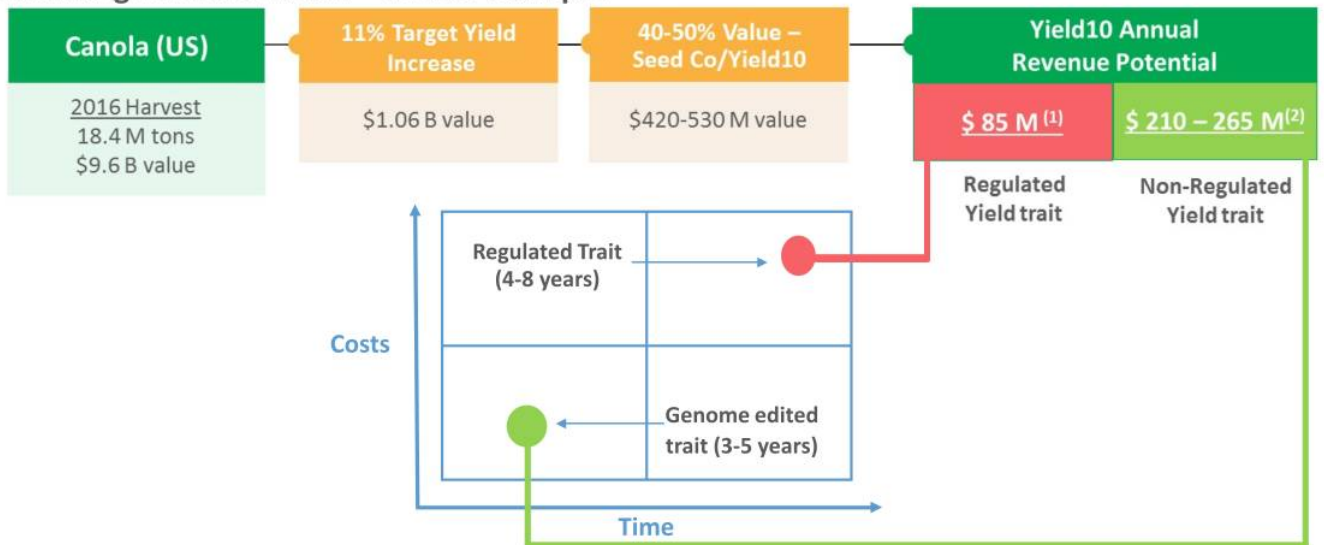 Canola (US)
2016 Harvest
18.4 M tons
$9.6 B value
11% Target Yield
Increase
$1.06 B value
40-50% Value –
Seed Co/Yield10
$420-530 M value
Yield10 Annual
Revenue Potential
$ 85 M (1)
$ 210 – 265 M(2)
Regulated
Yield trait
Non-Regulated
Yield trait
Regulated Trait
(4-8 years)
Costs
Genome edited
trait (3-5 years)
Time